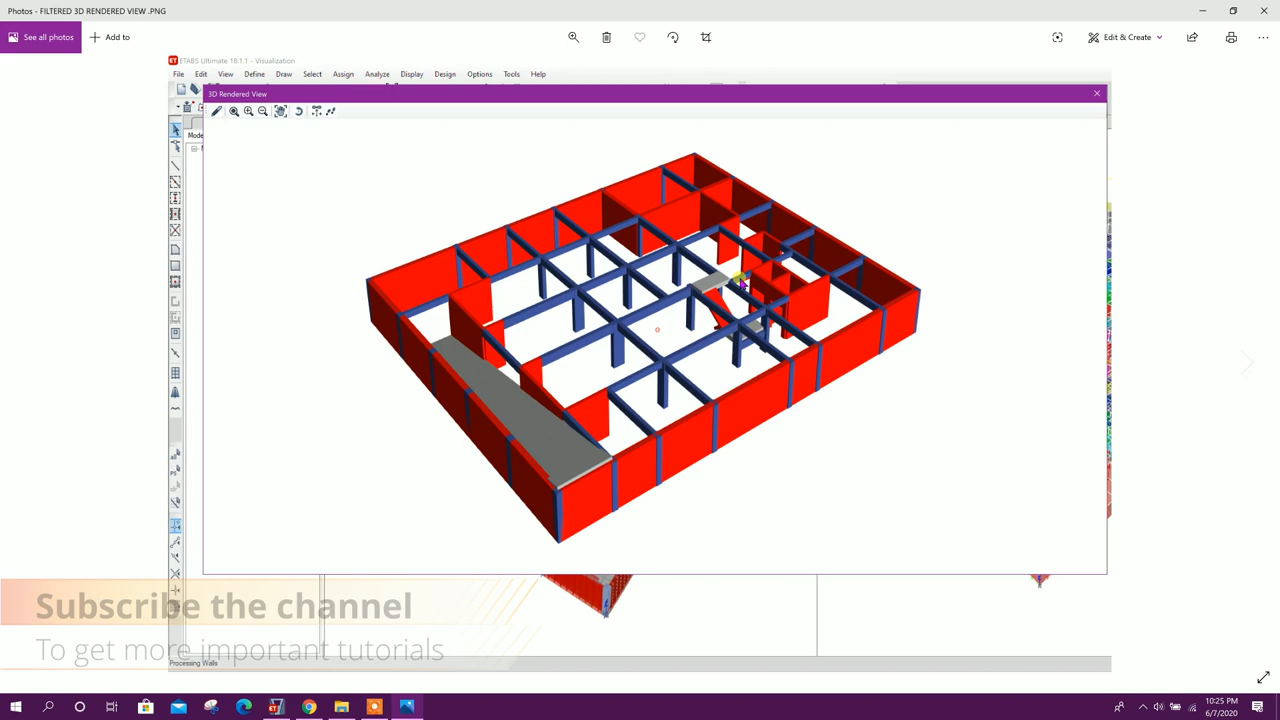 Photos - FILTERED 3D RENDERED VIEW .PNG
See all photos
Add to
Edit & Create
ETABS Ultimate 18.1.1 - Visualization
File Edit View Define Draw Select Assign Analyze Display Design Options Tools Help
3D Rendered View
Mode
Subscribe the channel
To get more important tutorials
Processing Walls
10:25 PM
6/7/2020